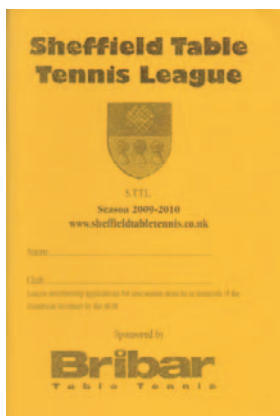 Sheffield Table
Tennis League
S.T.T.L.
Season 2009-2010
www.sheffieldtabletennis.co.uk
Name
Club
Sponsored by
Bribar
Table Tennis